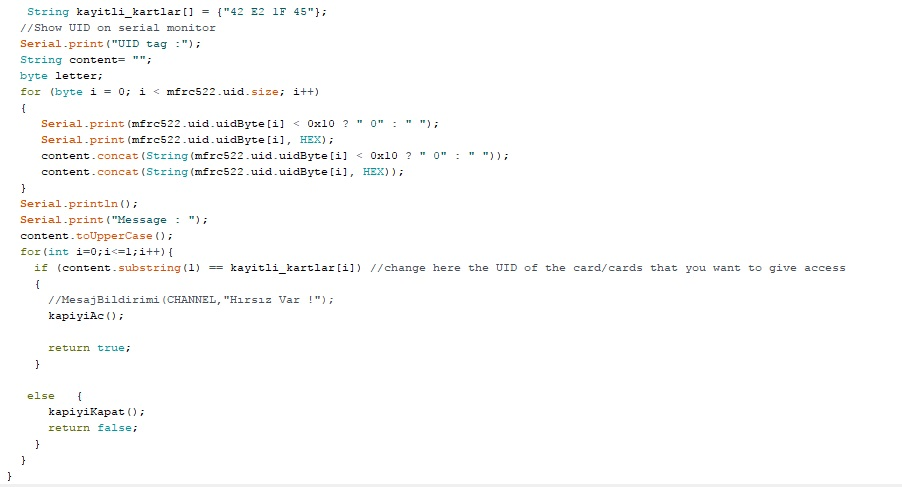 String kayitli_kartlar[] = {"42 E2 1F 45"};
//Show UID on serial monitor
Serial.print("UID tag :");
String content= "";
byte letter;
for (byte i = 0; i < mfrc522.uid.size; i++)
{
Serial.print(mfrc522.uid.uidByte[i] < 0x10 ? " 0" : " ");
Serial.print(mfrc522.uid.uidByte[i], HEX);
content.concat(String(mfrc522.uid.uidByte[i] < 0x10 ? " 0" : " "));
content.concat(String(mfrc522.uid.uidByte[i], HEX));
}
Serial.println();
Serial.print("Message : ");
content.toUpperCase();
for(int i=0;i<=1;i++){
if (content.substring(1) == kayitli_kartlar[i]) //change here the UID of the card/cards that you want to give access
{
//MesajBildirimi(CHANNEL,"Hırsız Var !");
kapiyiAc();
return true;
}
else {
kapiyiKapat();
return false;
}
}
}